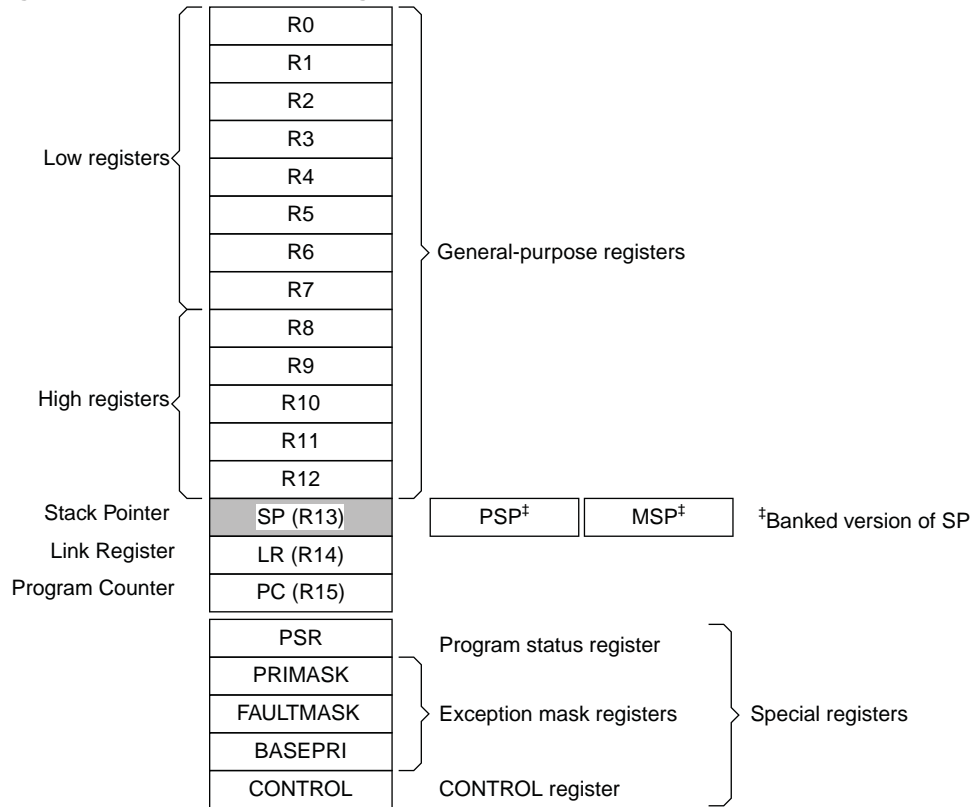 R0
R1
R2
R3
Low registers
R4
R5
R6
General-purpose registers
R7
R8
R9
High registers
R10
R11
R12
Stack Pointer
SP (R13)
PSP‡
MSP‡
‡Banked version of SP
Link Register
LR (R14)
Program Counter
PC (R15)
PSR
Program status register
PRIMASK
FAULTMASK
Exception mask registers
Special registers
BASEPRI
CONTROL
CONTROL register